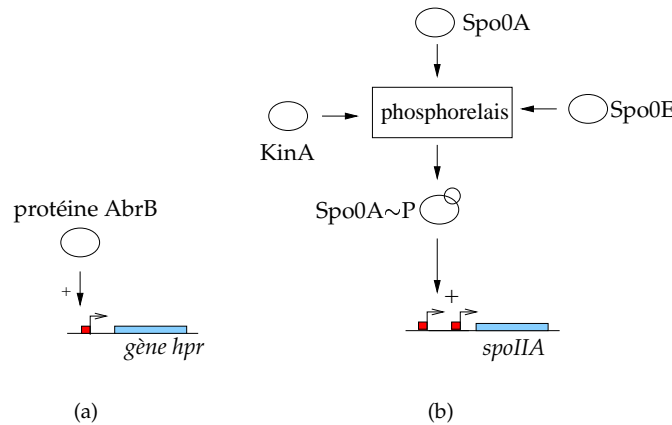 Spo0A
phosphorelais
Spo0E
KinA
protéine AbrB
Spo0A~P
+
+
gène hpr
spoIIA
(a)
(b)